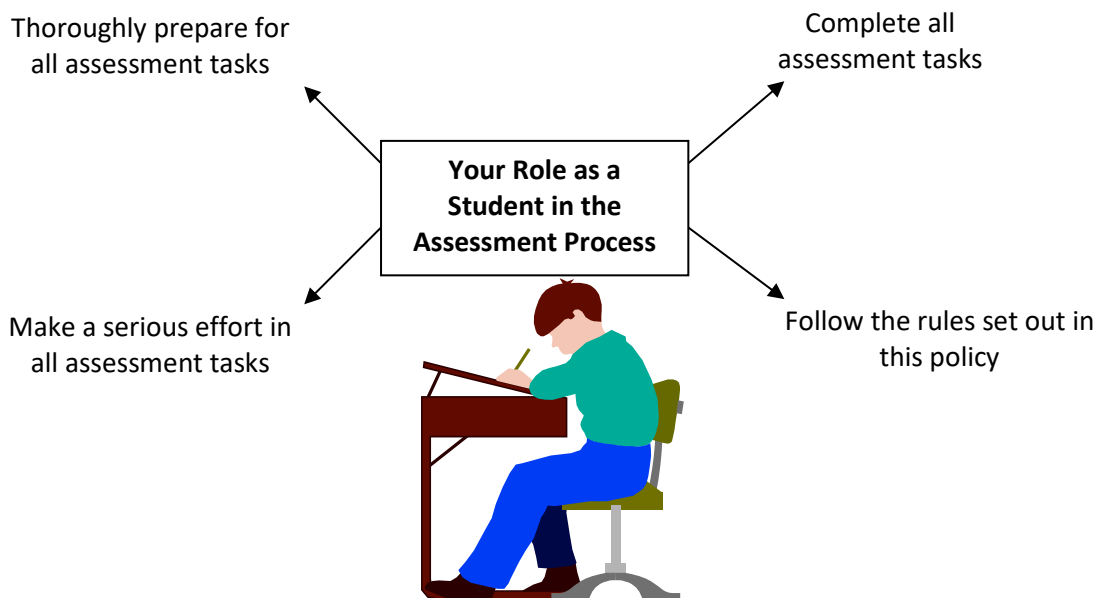 Thoroughly prepare for
all assessment tasks
Complete all
assessment tasks
Your Role as a
Student in the
Assessment Process
Make a serious effort in
all assessment tasks
Follow the rules set out in
this policy